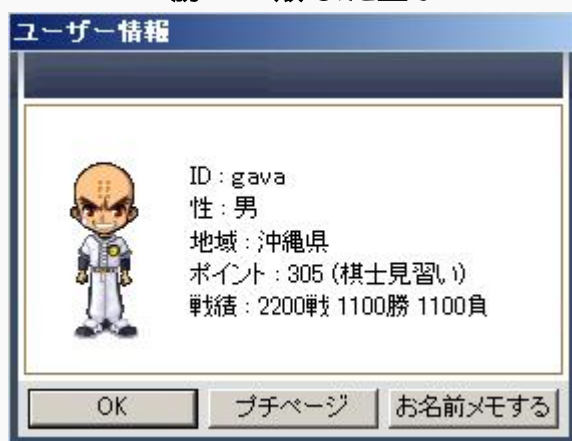 ユーザー情報
ID：gava
性：男
地域：沖縄県
ポイント：305 (棋士見習い)
戦績：2200戦 1100勝 1100負
OK
プチページ
お名前メモする